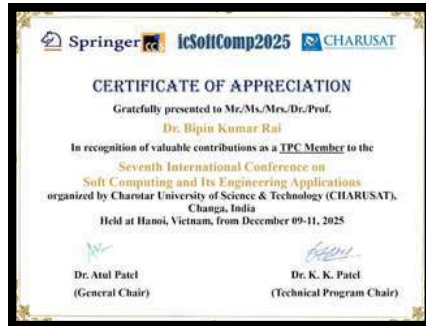 Springer icSoftComp2025 CHARUSAT
CERTIFICATE OF APPRECIATION
Gratefully presented to Mr./Ms./Mrs./Dr./Prof.
Dr. Bipin Kumar Rai
In recognition of valuable contributions as a TPC Member to the
Seventh International Conference on
Soft Computing and Its Engineering Applications
organized by Charotar University of Science & Technology (CHARUSAT),
Changa, India
Held at Hanoi, Vietnam, from December 09-11, 2025
Dr. Atul Patel Dr. K. K. Patel
(General Chair) (Technical Program Chair)